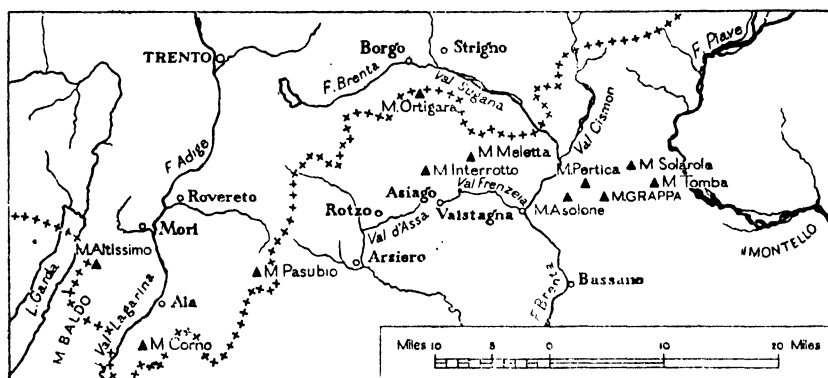 TRENTO
Borgo
Strigno
F. Piave
F. Brenta
Val Sugana
M. Ortigara
Val Cismon
F. Adige
M Meletta
M Interrotto
M. Pertica
M Solarola
M Tomba
Rovereto
Asiago
Val Frenzela
M. GRAPPA
Rotzo
Valstagna
M. Asolone
Mori
Val d'Assa
M. Altissimo
Arsiero
MONTELLO
L. Garda
M Pasubio
M BALDO
Val Lagarina
Ala
F. Brenta
Bassano
M Corno
Miles 10 5 0 10 20 Miles